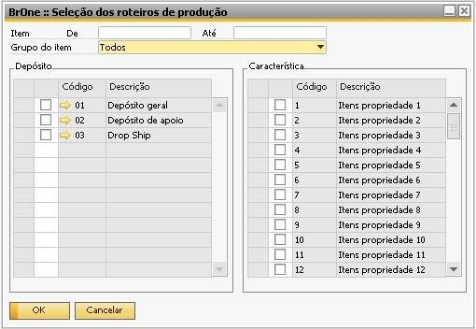 BrOne :: Seleção dos roteiros de produção
Item De Até
Grupo do item Todos
Depósito
Código Descrição
01 Depósito geral
02 Depósito de apoio
03 Drop Ship
Característica
Código Descrição
1 Itens propriedade 1
2 Itens propriedade 2
3 Itens propriedade 3
4 Itens propriedade 4
5 Itens propriedade 5
6 Itens propriedade 6
7 Itens propriedade 7
8 Itens propriedade 8
9 Itens propriedade 9
10 Itens propriedade 10
11 Itens propriedade 11
12 Itens propriedade 12
OK Cancelar